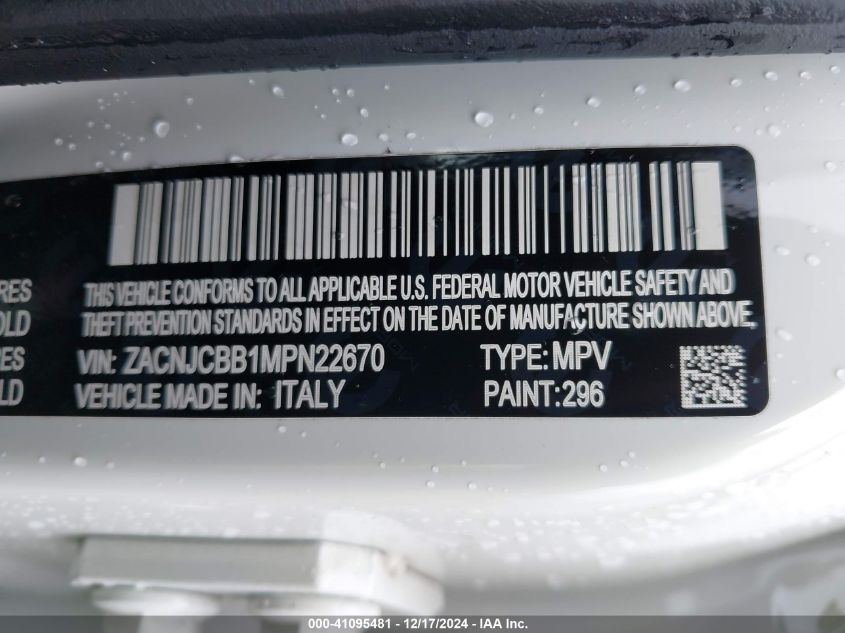 RES
OLD
RES
OLD
THIS VEHICLE CONFORMS TO ALL APPLICABLE U.S. FEDERAL MOTOR VEHICLE SAFETY AND
THEFT PREVENTION STANDARDS IN EFFECT ON THE DATE OF MANUFACTURE SHOWN ABOVE.
VIN: ZACNJCBB1MPN22670 TYPE: MPV
VEHICLE MADE IN: ITALY PAINT: 296
000-41095481 - 12/17/2024 - IAA Inc.